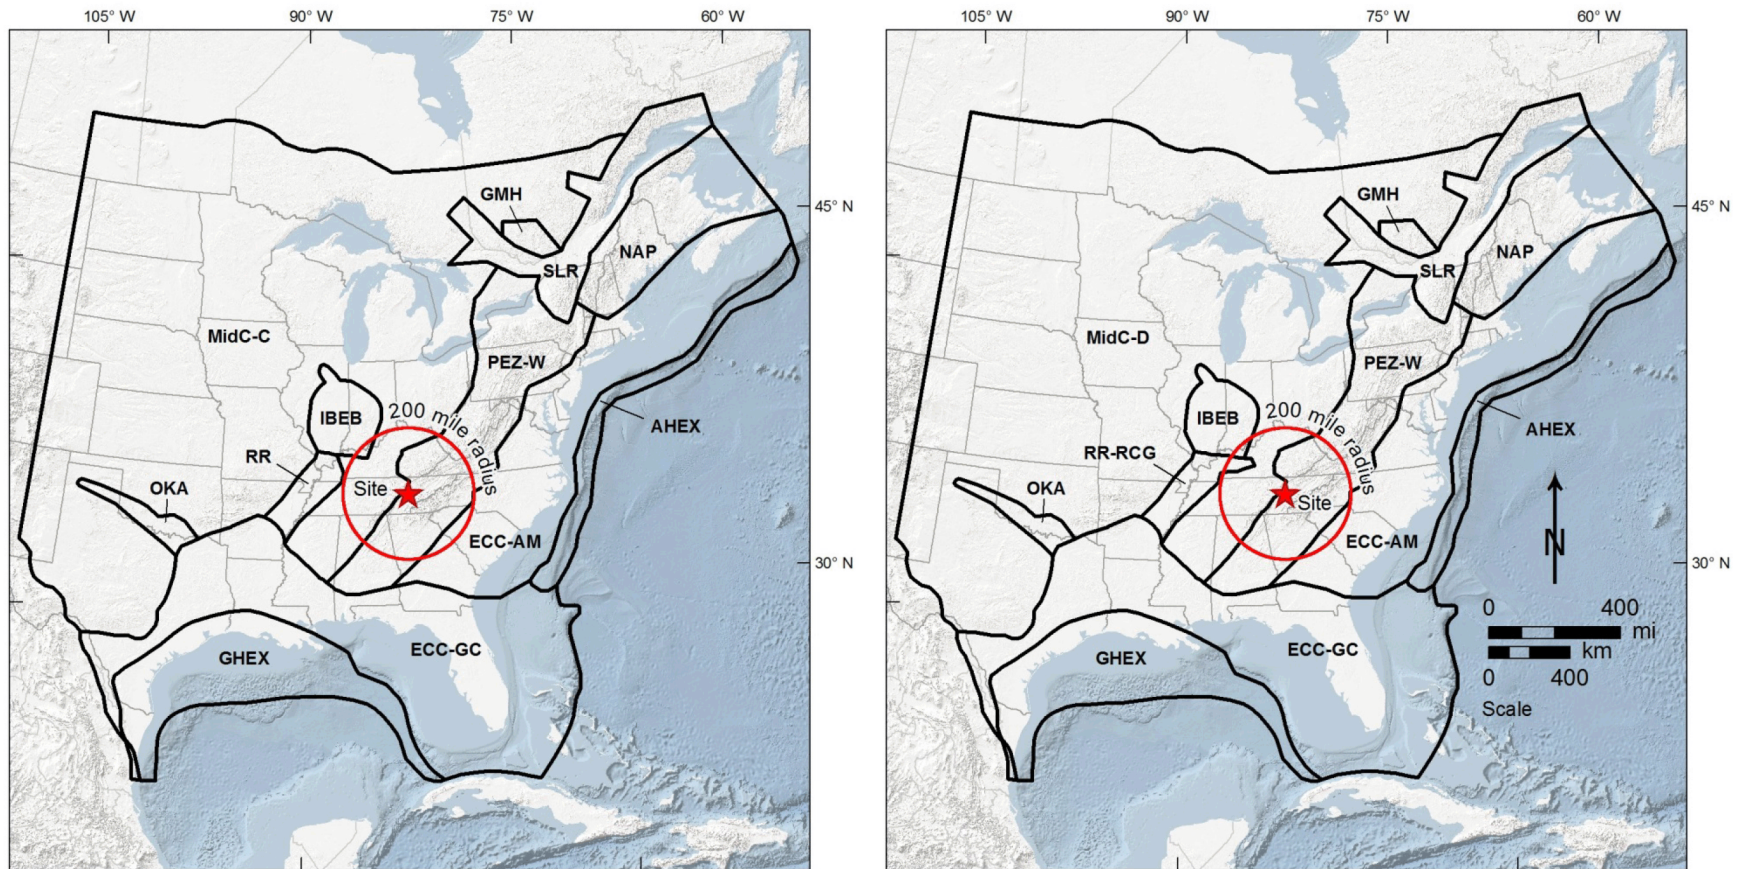 105° W 90° W 75° W 60° W
105° W 90° W 75° W 60° W
GMH
45° N
NAP
SLR
MidC-C
PEZ-W
IBEB
200 mile radius
AHEX
RR
Site
OKA
ECC-AM
30° N
ECC-GC
GHEX
GMH
45° N
NAP
SLR
MidC-D
PEZ-W
IBEB
200 mile radius
AHEX
RR-RCG
OKA
Site
ECC-AM
N
30° N
0 400
mi
km
0 400
Scale
ECC-GC
GHEX